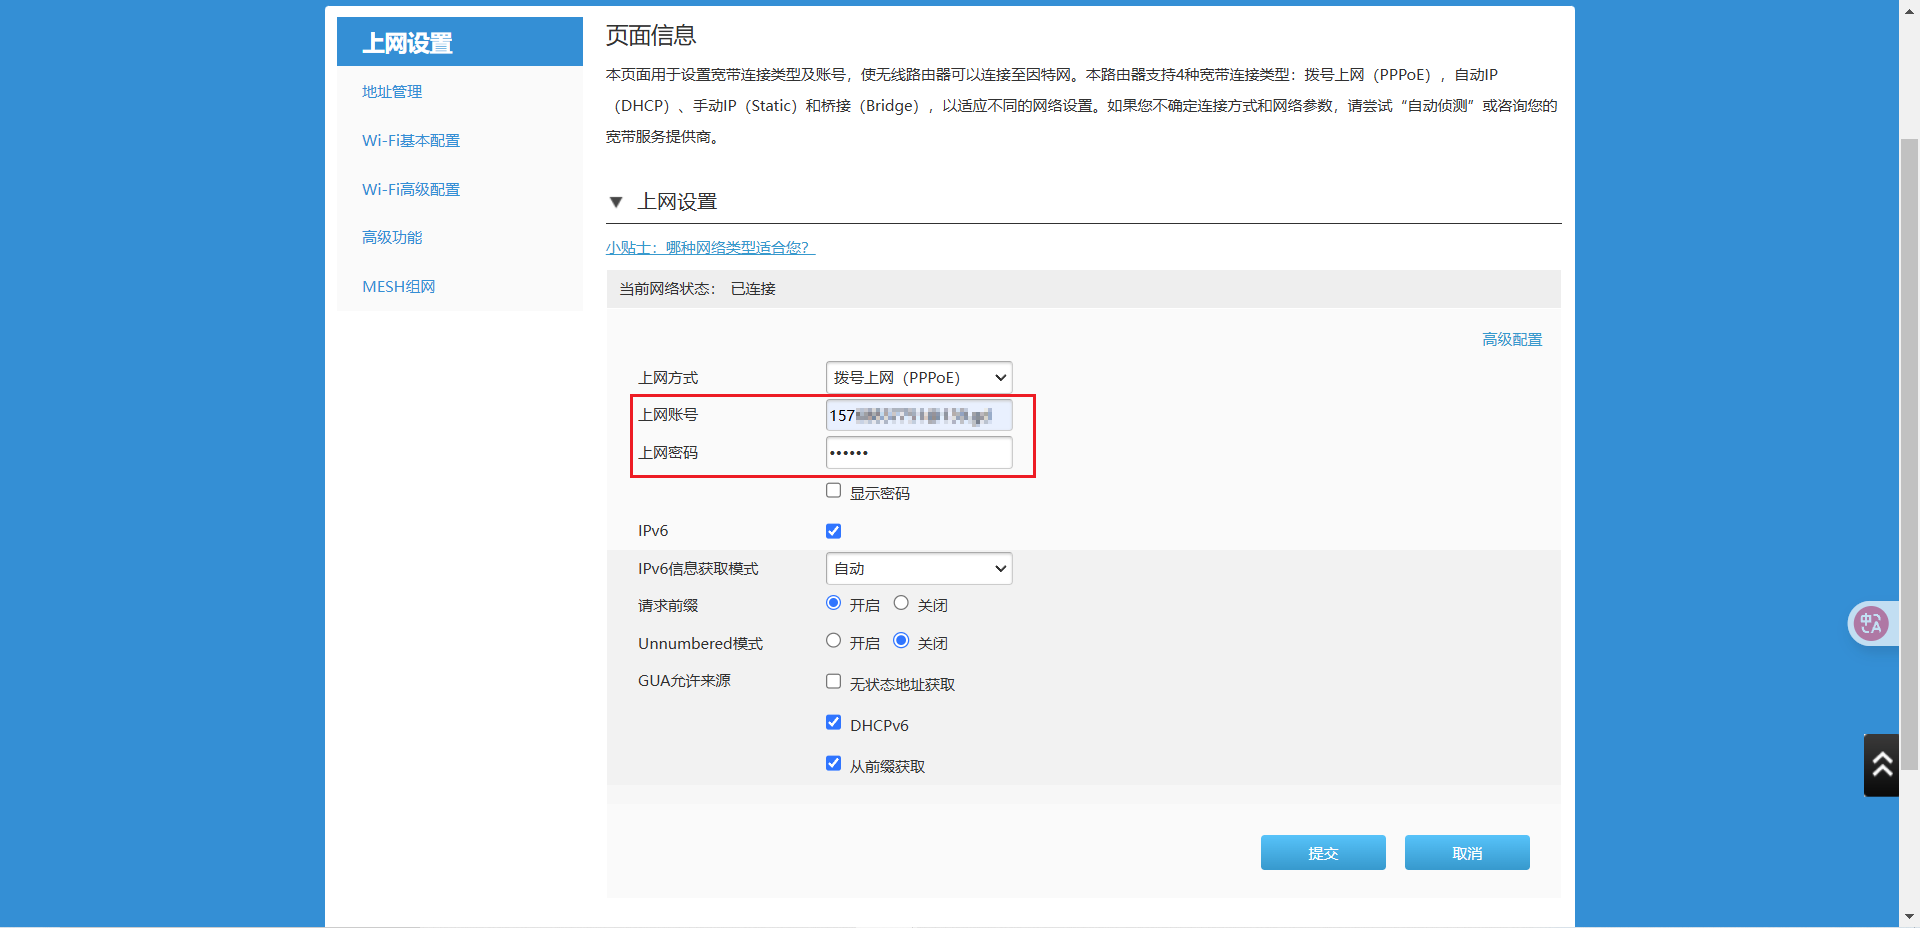 上网设置
地址管理
Wi-Fi基本配置
Wi-Fi高级配置
高级功能
MESH组网
页面信息
本页面用于设置宽带连接类型及账号，使无线路由器可以连接至因特网。本路由器支持4种宽带连接类型：拨号上网（PPPoE），自动IP
（DHCP）、手动IP（Static）和桥接（Bridge），以适应不同的网络设置。如果您不确定连接方式和网络参数，请尝试“自动侦测”或咨询您的
宽带服务提供商。
▼ 上网设置
小贴士：哪种网络类型适合您？
当前网络状态： 已连接
高级配置
上网方式 拨号上网（PPPoE）
上网账号 157
上网密码 ••••••
显示密码
IPv6
IPv6信息获取模式 自动
请求前缀 开启 关闭
Unnumbered模式 开启 关闭
GUA允许来源 无状态地址获取
DHCPv6
从前缀获取
提交 取消